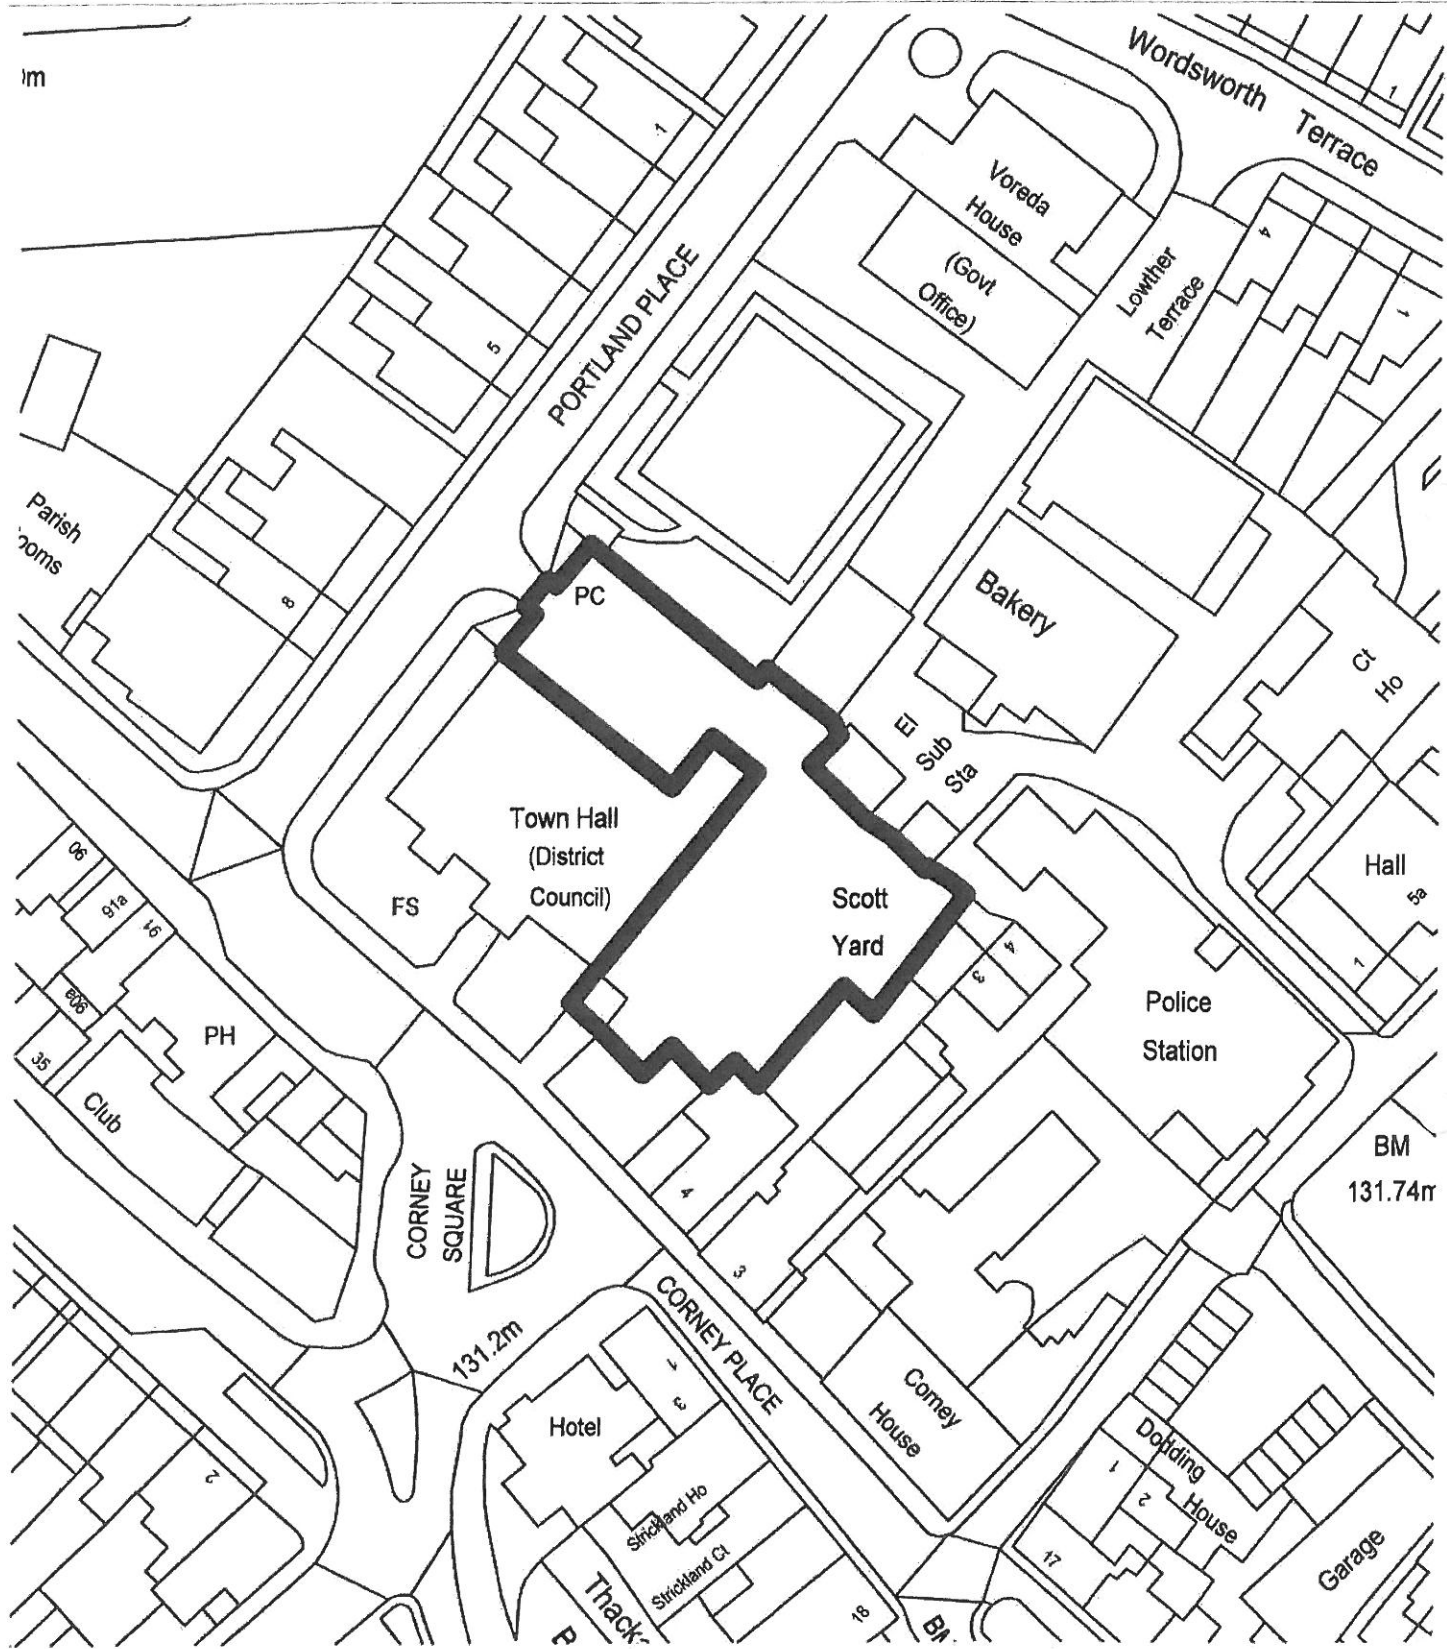 Wordsworth Terrace
1
1
Voreda
House
(Govt
Office)
4
Lowther
Terrace
1
PORTLAND PLACE
5
Parish
8
PC
Bakery
Ct
Ho
El
Sub
Sta
Town Hall
(District
Council)
FS
Scott
Yard
Hall
5a
1
4
3
90
91a
91
90a
35
PH
Club
Police
Station
BM
131.74m
CORNEY
SQUARE
4
3
CORNEY PLACE
131.2m
Hotel
1
3
Corney
House
Dodding
House
1
2
2
Strickland Ho
Strickland Ct
17
18
Garage
BM